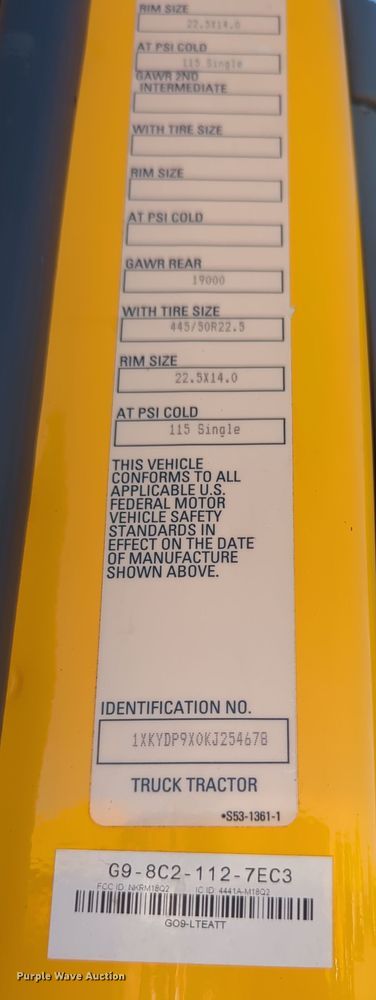 RIM SIZE
22.5X14.0
AT PSI COLD
115 Single
GAWR 2ND
INTERMEDIATE
WITH TIRE SIZE
RIM SIZE
AT PSI COLD
GAWR REAR
19000
WITH TIRE SIZE
445/50R22.5
RIM SIZE
22.5X14.0
AT PSI COLD
115 Single
THIS VEHICLE
CONFORMS TO ALL
APPLICABLE U.S.
FEDERAL MOTOR
VEHICLE SAFETY
STANDARDS IN
EFFECT ON THE DATE
OF MANUFACTURE
SHOWN ABOVE.
IDENTIFICATION NO.
1XKYDP9X0KJ254678
TRUCK TRACTOR
•S53-1361-1
G9-8C2-112-7EC3
FCC ID: NKRM18Q2 IC ID: 4441A-M18Q2
GO9-LTEATT
Purple Wave Auction